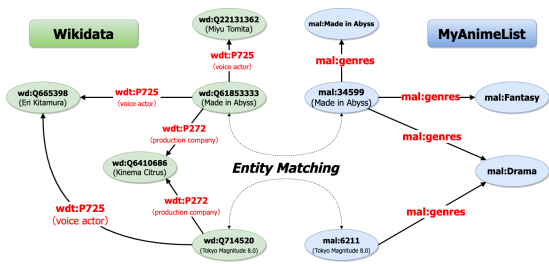 Wikidata
wd:Q22131362
(Miyu Tomita)
mal:Made in Abyss
MyAnimeList
wdt:P725
(voice actor)
mal:genres
wd:Q665398
(Eri Kitamura)
wdt:P725
(voice actor)
wd:Q61853333
(Made in Abyss)
mal:34599
(Made in Abyss)
mal:genres
mal:Fantasy
wdt:P272
(production company)
mal:genres
wd:Q6410686
(Kinema Citrus)
Entity Matching
mal:Drama
wdt:P272
(production company)
wdt:P725
(voice actor)
mal:genres
wd:Q714520
(Tokyo Magnitude 8.0)
mal:6211
(Tokyo Magnitude 8.0)